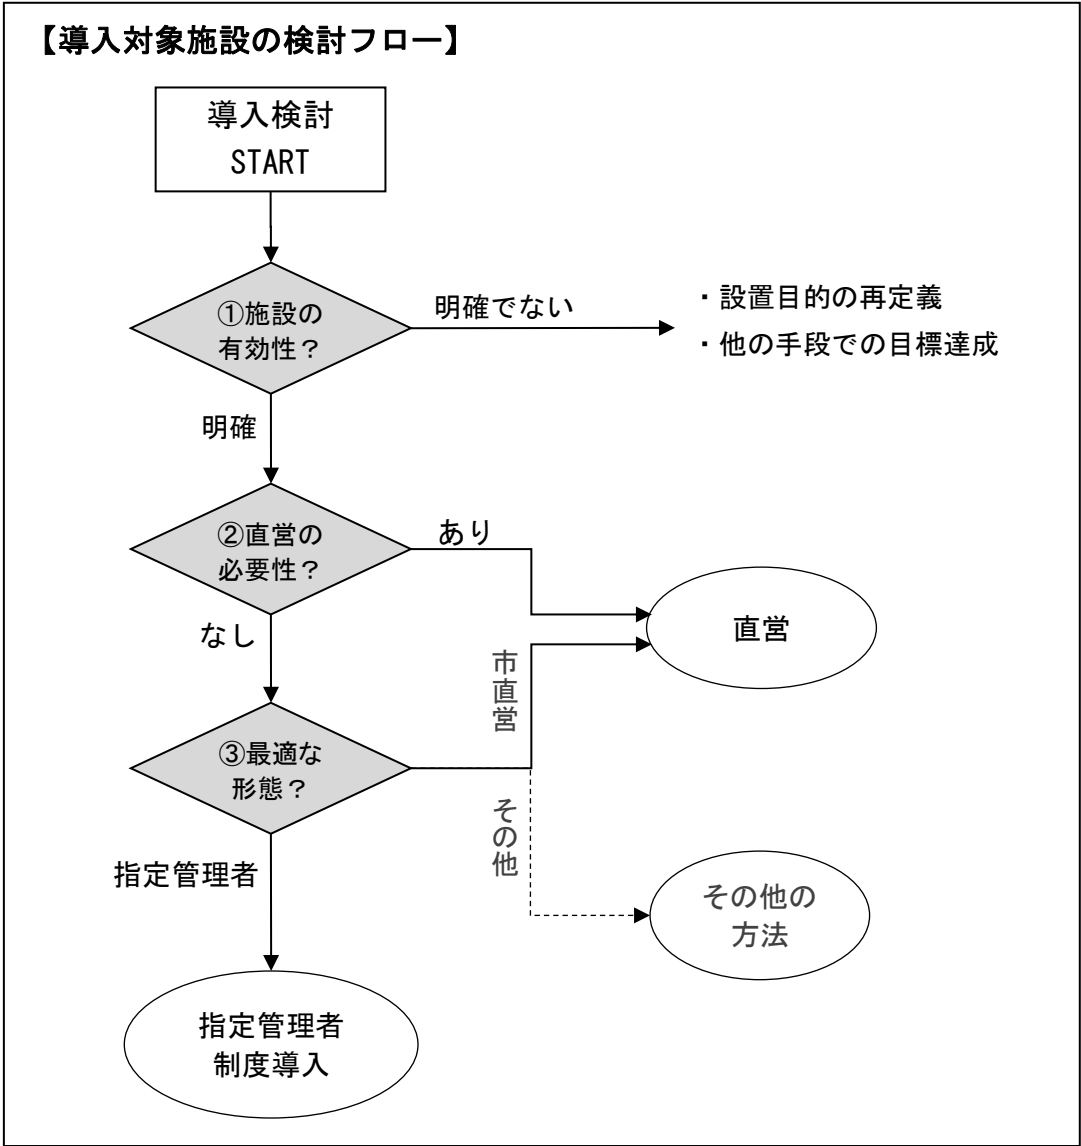 【導入対象施設の検討フロー】
導入検討
START
①施設の
有効性？
明確でない
・設置目的の再定義
・他の手段での目標達成
明確
②直営の
必要性？
あり
直営
なし
市直営
③最適な
形態？
その他
指定管理者
その他の
方法
指定管理者
制度導入